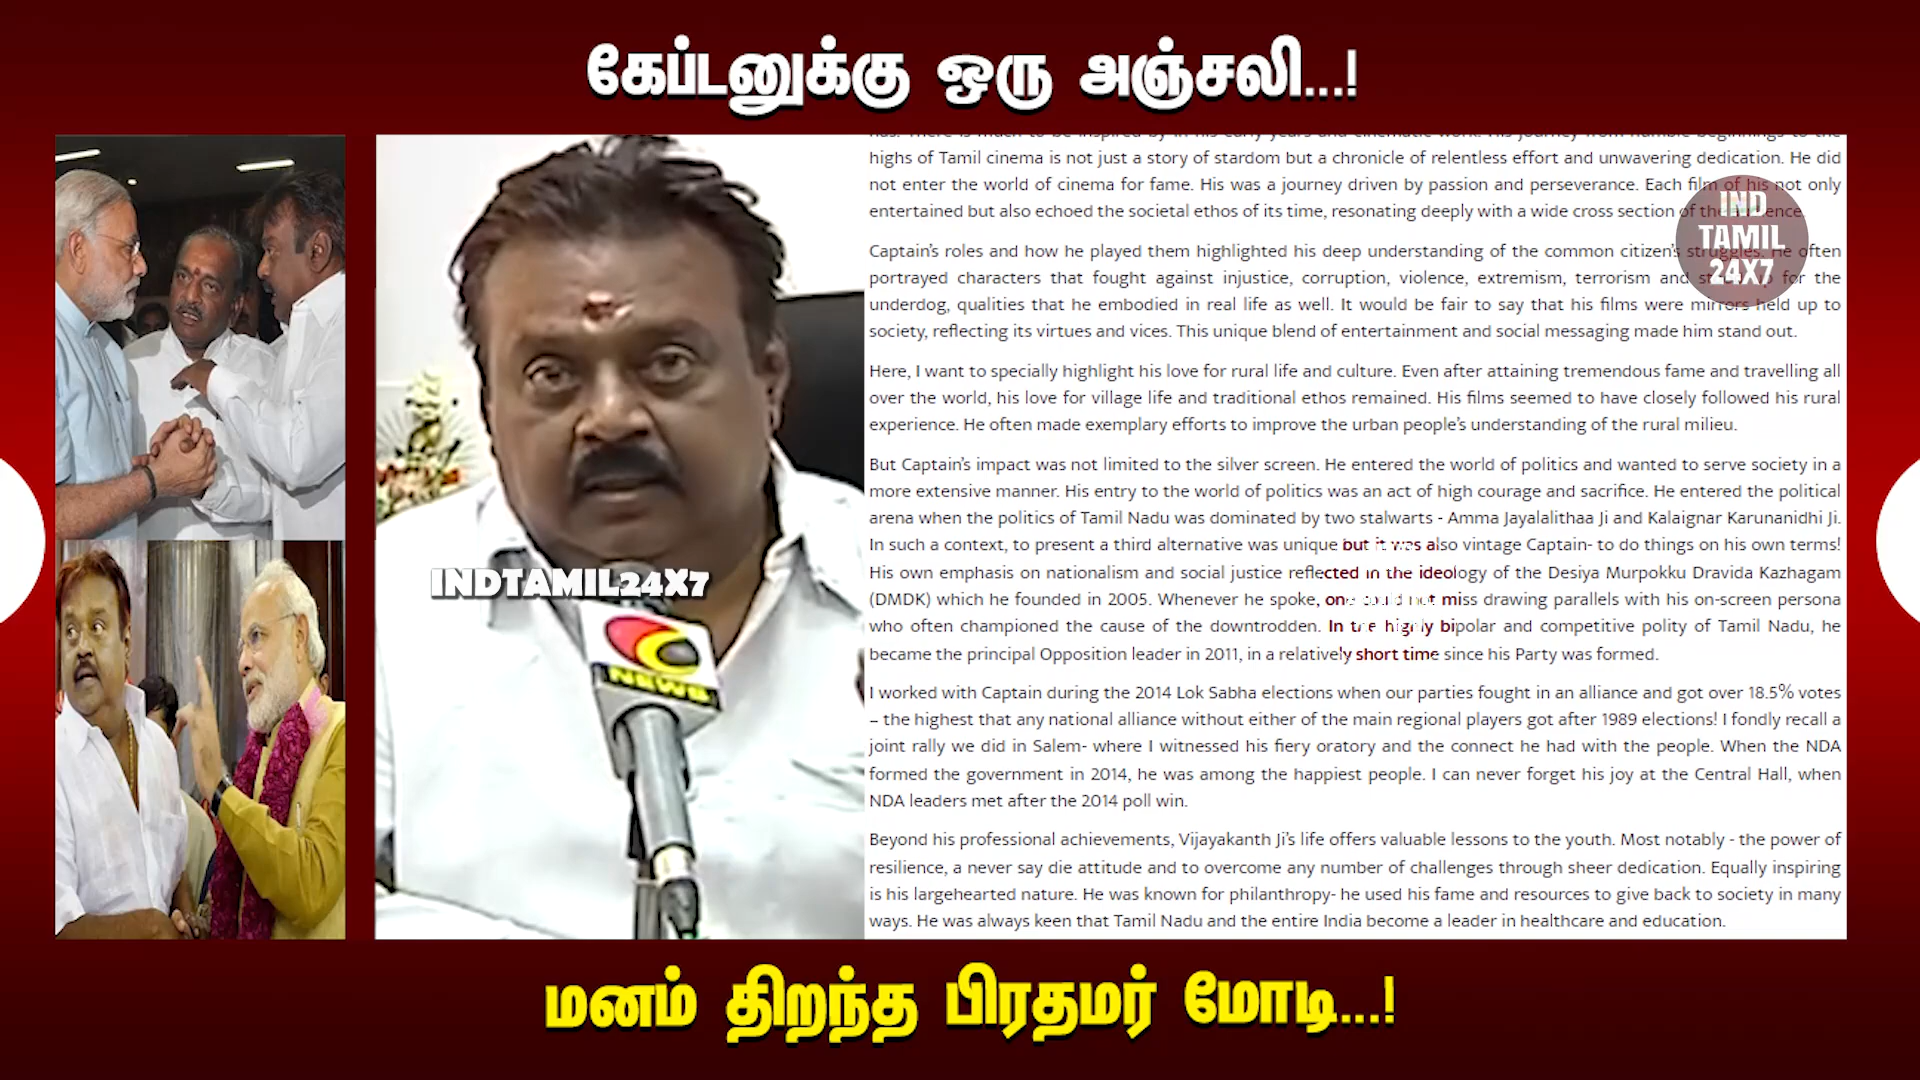 கேப்டனுக்கு ஒரு அஞ்சலி...!
has. There is much to be inspired by in his early years and cinematic work. His journey from humble beginnings to the
highs of Tamil cinema is not just a story of stardom but a chronicle of relentless effort and unwavering dedication. He did
not enter the world of cinema for fame. His was a journey driven by passion and perseverance. Each film of his not only
entertained but also echoed the societal ethos of its time, resonating deeply with a wide cross section of the audience.
Captain's roles and how he played them highlighted his deep understanding of the common citizen's struggles. He often
portrayed characters that fought against injustice, corruption, violence, extremism, terrorism and for the
underdog, qualities that he embodied in real life as well. It would be fair to say that his films were mirrors held up to
society, reflecting its virtues and vices. This unique blend of entertainment and social messaging made him stand out.
Here, I want to specially highlight his love for rural life and culture. Even after attaining tremendous fame and travelling all
over the world, his love for village life and traditional ethos remained. His films seemed to have closely followed his rural
experience. He often made exemplary efforts to improve the urban people's understanding of the rural milieu.
But Captain's impact was not limited to the silver screen. He entered the world of politics and wanted to serve society in a
more extensive manner. His entry to the world of politics was an act of high courage and sacrifice. He entered the political
arena when the politics of Tamil Nadu was dominated by two stalwarts - Amma Jayalalithaa Ji and Kalaignar Karunanidhi Ji.
In such a context, to present a third alternative was unique but it was also vintage Captain- to do things on his own terms!
His own emphasis on nationalism and social justice reflected in the ideology of the Desiya Murpokku Dravida Kazhagam
(DMDK) which he founded in 2005. Whenever he spoke, one could not miss drawing parallels with his on-screen persona
who often championed the cause of the downtrodden. In the highly bipolar and competitive polity of Tamil Nadu, he
became the principal Opposition leader in 2011, in a relatively short time since his Party was formed.
I worked with Captain during the 2014 Lok Sabha elections when our parties fought in an alliance and got over 18.5% votes
– the highest that any national alliance without either of the main regional players got after 1989 elections! I fondly recall a
joint rally we did in Salem- where I witnessed his fiery oratory and the connect he had with the people. When the NDA
formed the government in 2014, he was among the happiest people. I can never forget his joy at the Central Hall, when
NDA leaders met after the 2014 poll win.
Beyond his professional achievements, Vijayakanth Ji's life offers valuable lessons to the youth. Most notably - the power of
resilience, a never say die attitude and to overcome any number of challenges through sheer dedication. Equally inspiring
is his largehearted nature. He was known for philanthropy- he used his fame and resources to give back to society in many
ways. He was always keen that Tamil Nadu and the entire India become a leader in healthcare and education.
IND
TAMIL
24X7
INDTAMIL24X7
NEWS
மனம் திறந்த பிரதமர் மோடி...!